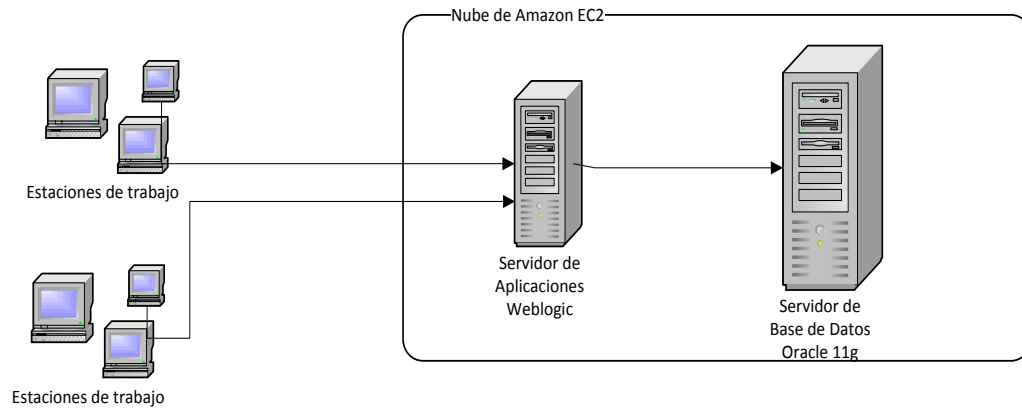 Nube de Amazon EC2
Estaciones de trabajo
Servidor de
Aplicaciones
Weblogic
Servidor de
Base de Datos
Oracle 11g
Estaciones de trabajo